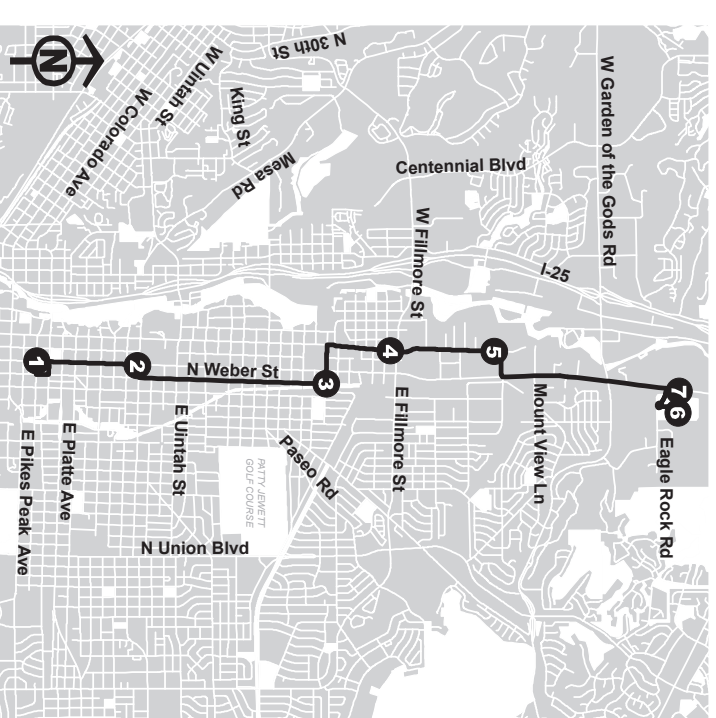 N
N 30th St
W Uintah St
King St
W Colorado Ave
Mesa Rd
Centennial Blvd
W Garden of the Gods Rd
W Fillmore St
I-25
1
2
N Weber St
3
4
5
7
6
E Pikes Peak Ave
E Platte Ave
E Uintah St
PATTY JEWETT
GOLF COURSE
Paseo Rd
E Fillmore St
Mount View Ln
Eagle Rock Rd
N Union Blvd